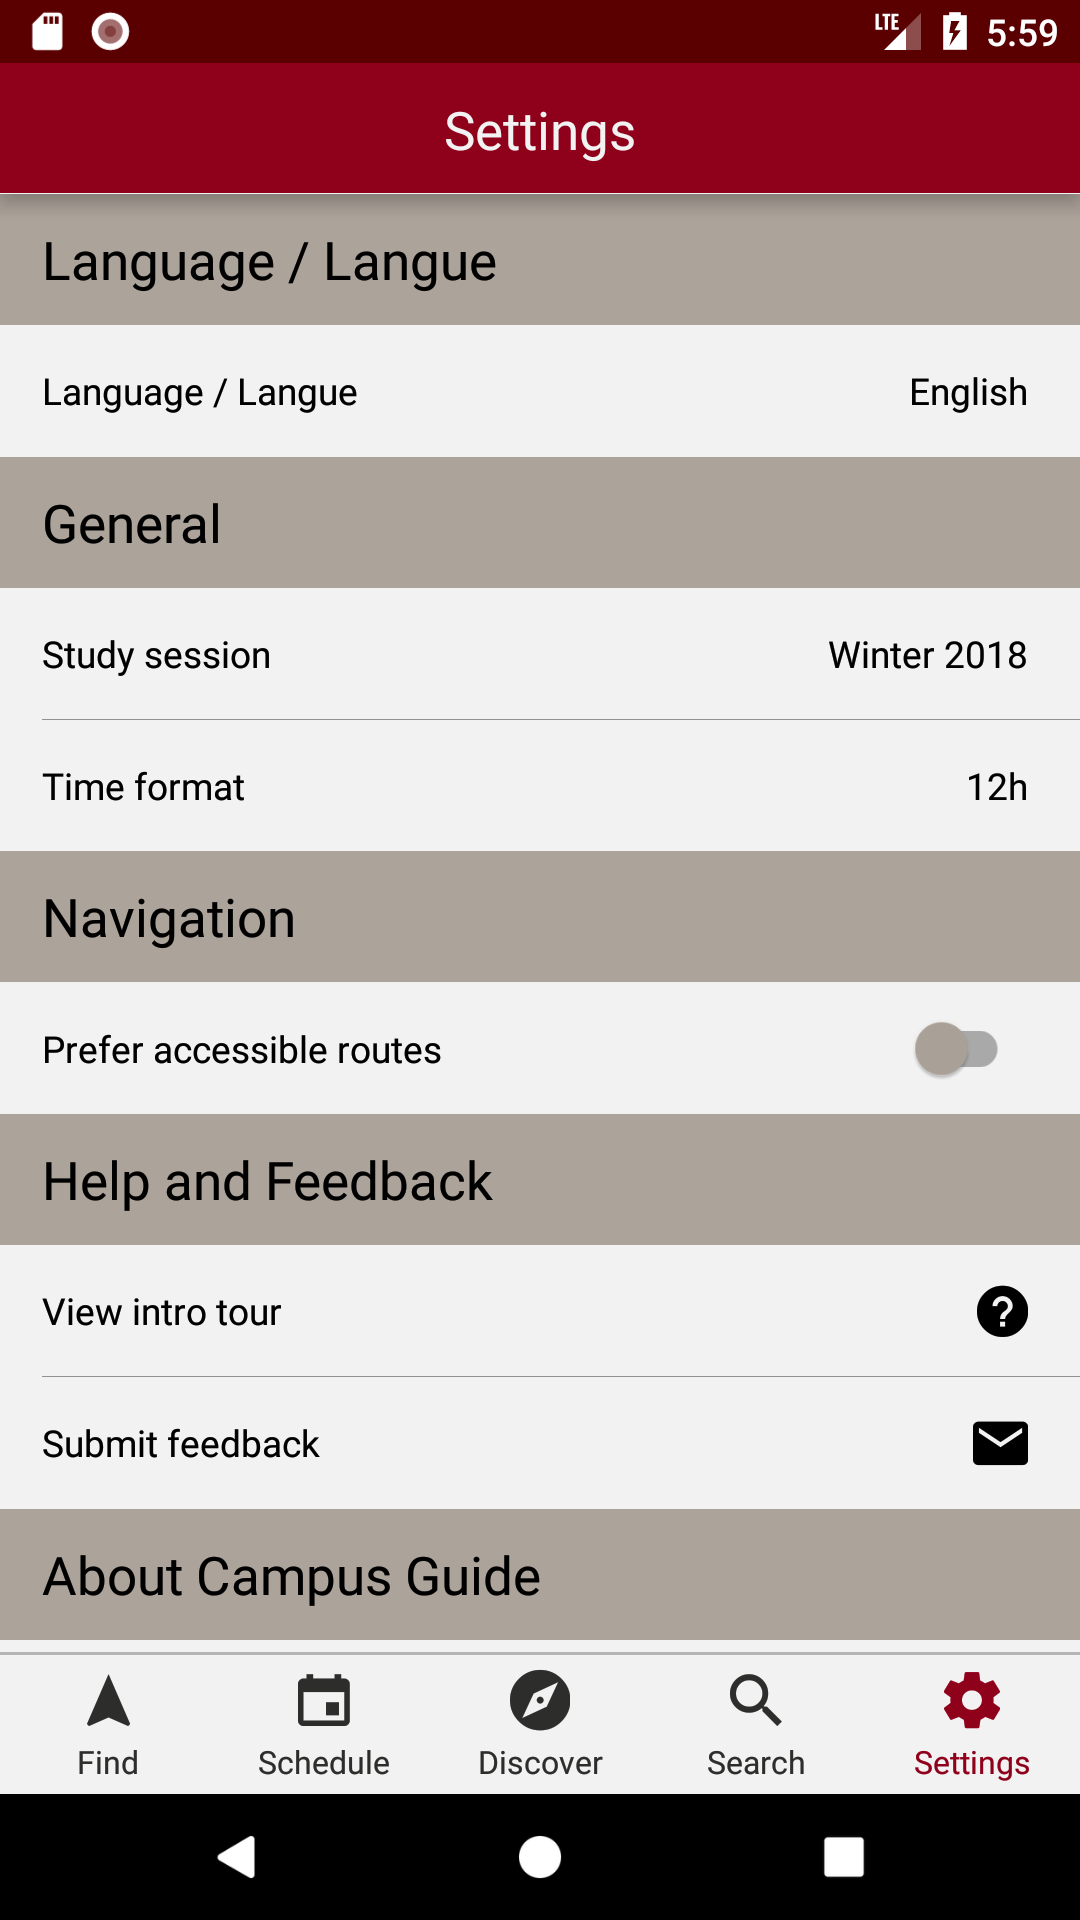 LTE 5:59
Settings
Language / Langue
Language / Langue English
General
Study session Winter 2018
Time format 12h
Navigation
Prefer accessible routes
Help and Feedback
View intro tour
Submit feedback
About Campus Guide
Find Schedule Discover Search Settings